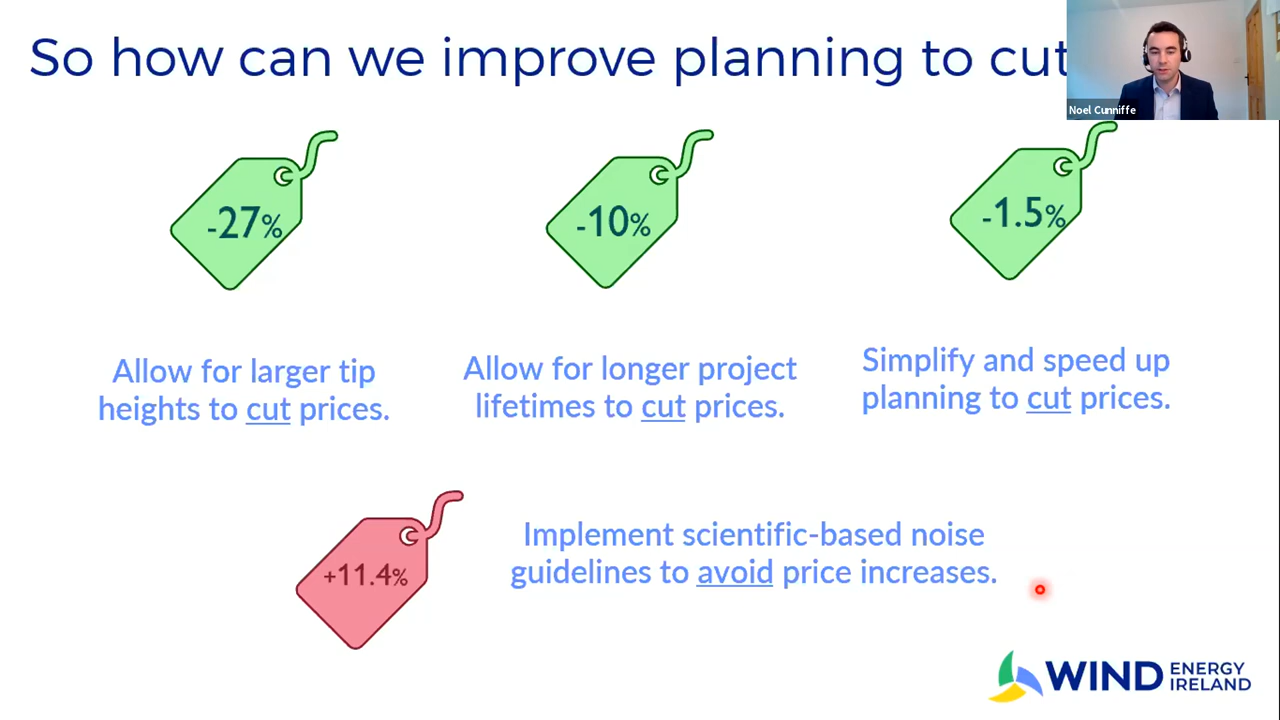 So how can we improve planning to cut
Noel Cunniffe
-27%
-10%
-1.5%
Allow for larger tip
heights to cut prices.
Allow for longer project
lifetimes to cut prices.
Simplify and speed up
planning to cut prices.
+11.4%
Implement scientific-based noise
guidelines to avoid price increases.
WIND ENERGY
IRELAND